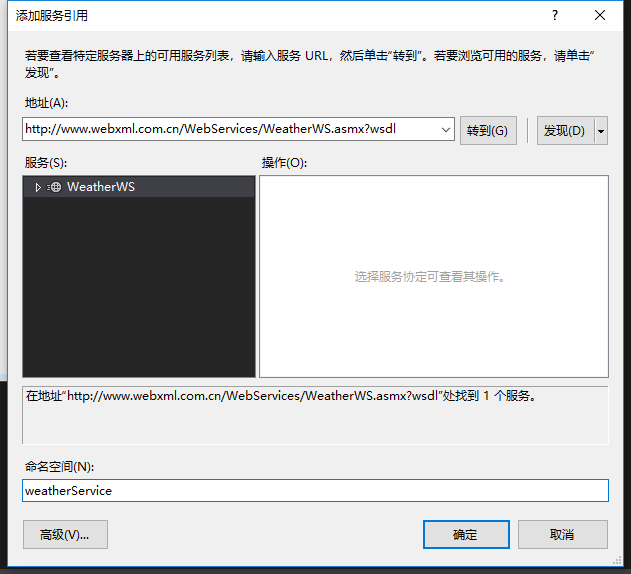 添加服务引用
?
若要查看特定服务器上的可用服务列表，请输入服务 URL，然后单击“转到”。若要浏览可用的服务，请单击“
发现”。
地址(A):
http://www.webxml.com.cn/WebServices/WeatherWS.asmx?wsdl
转到(G)
发现(D)
服务(S):
操作(O):
WeatherWS
选择服务协定可查看其操作。
在地址“http://www.webxml.com.cn/WebServices/WeatherWS.asmx?wsdl”处找到 1 个服务。
命名空间(N):
weatherService
高级(V)...
确定
取消